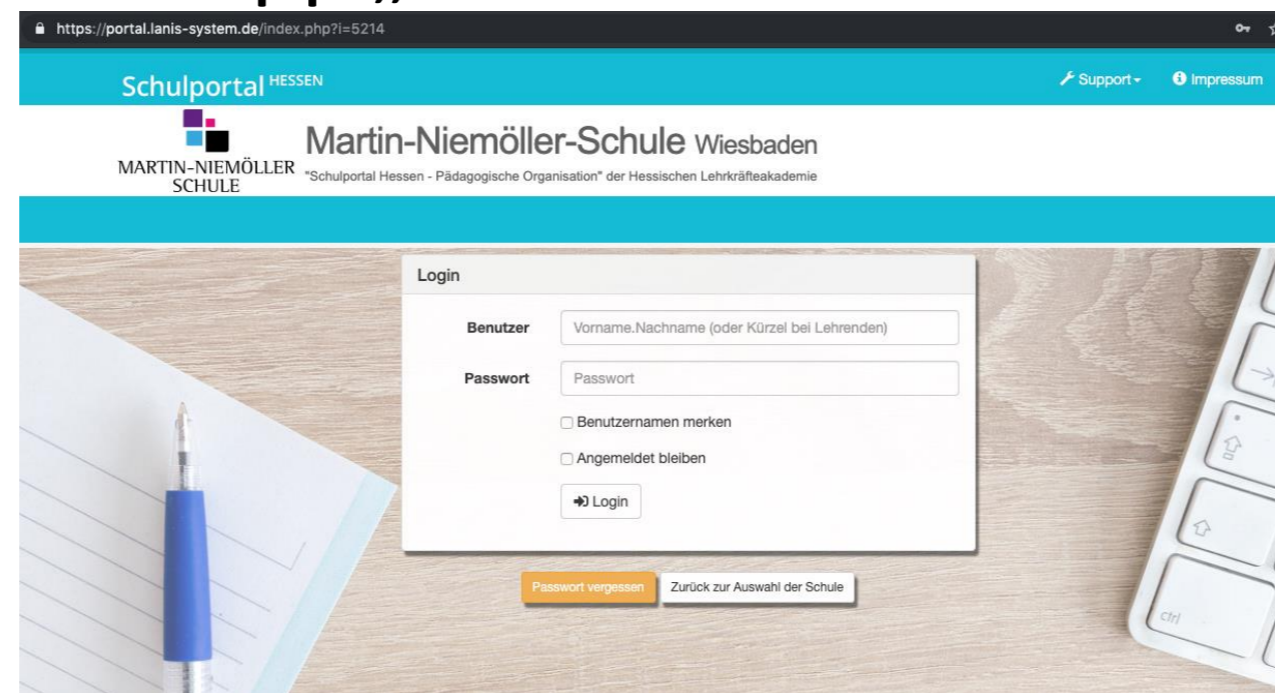 https://portal.lanis-system.de/index.php?i=5214
Schulportal HESSEN
Support
Impressum
MARTIN-NIEMÖLLER
SCHULE
Martin-Niemöller-Schule Wiesbaden
"Schulportal Hessen - Pädagogische Organisation" der Hessischen Lehrkräfteakademie
Login
Benutzer
Vorname.Nachname (oder Kürzel bei Lehrenden)
Passwort
Passwort
Benutzernamen merken
Angemeldet bleiben
Login
Passwort vergessen
Zurück zur Auswahl der Schule
ctrl